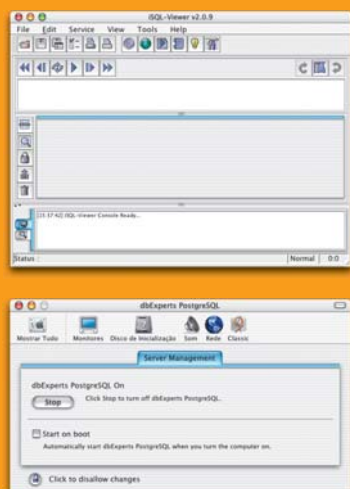 iSQL-Viewer v2.0.9
File Edit Service View Tools Help
[23:37:42] iSQL-Viewer Console Ready...
Status : Normal 0:0
dbExperts PostgreSQL
Mostrar Tudo Monitores Disco de Inicialização Som Rede Classic
Server Management
dbExperts PostgreSQL On
Stop Click Stop to turn off dbExperts PostgreSQL.
Start on boot
Automatically start dbExperts PostgreSQL when you turn the computer on.
Click to disallow changes